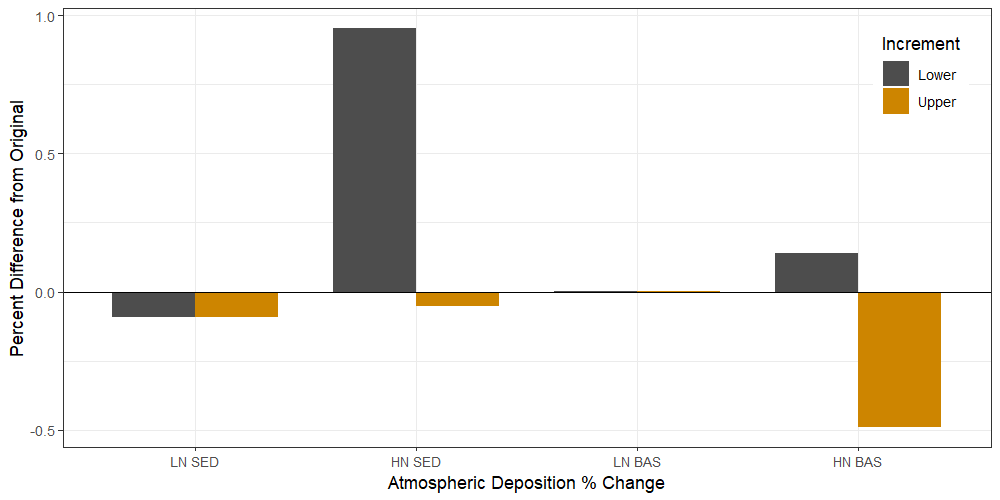 Percent Difference from Original
1.0
0.5
0.0
-0.5
Increment
Lower
Upper
LN SED
HN SED
LN BAS
HN BAS
Atmospheric Deposition % Change